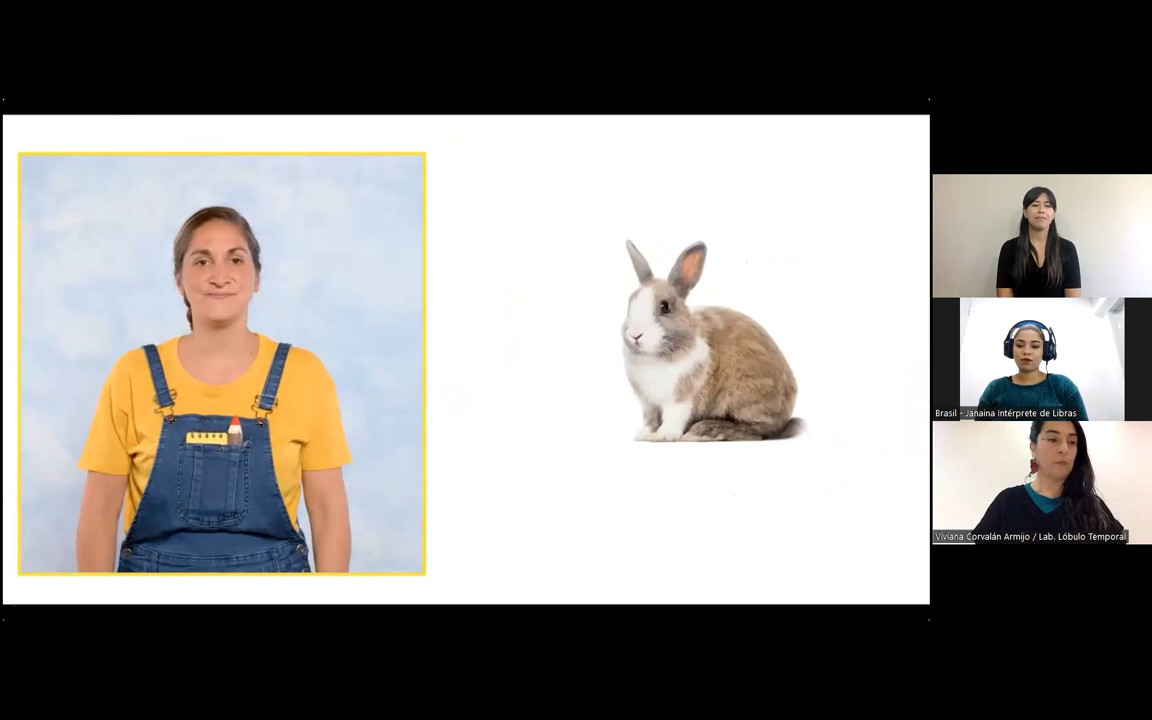 Brasil - Janaina Intérprete de Libras
Viviana Corvalán Armijo / Lab. Lóbulo Temporal